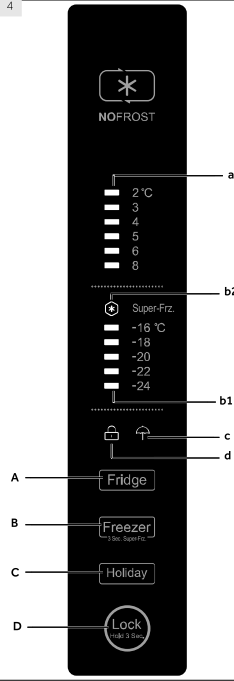 4
NOFROST
a
2°C
3
4
5
6
8
b2
Super-Frz.
-16 °C
-18
-20
-22
-24
b1
c
d
A
Fridge
B
Freezer
3 Sec. Super-Frz.
C
Holiday
D
Lock
Hold 3 Sec.